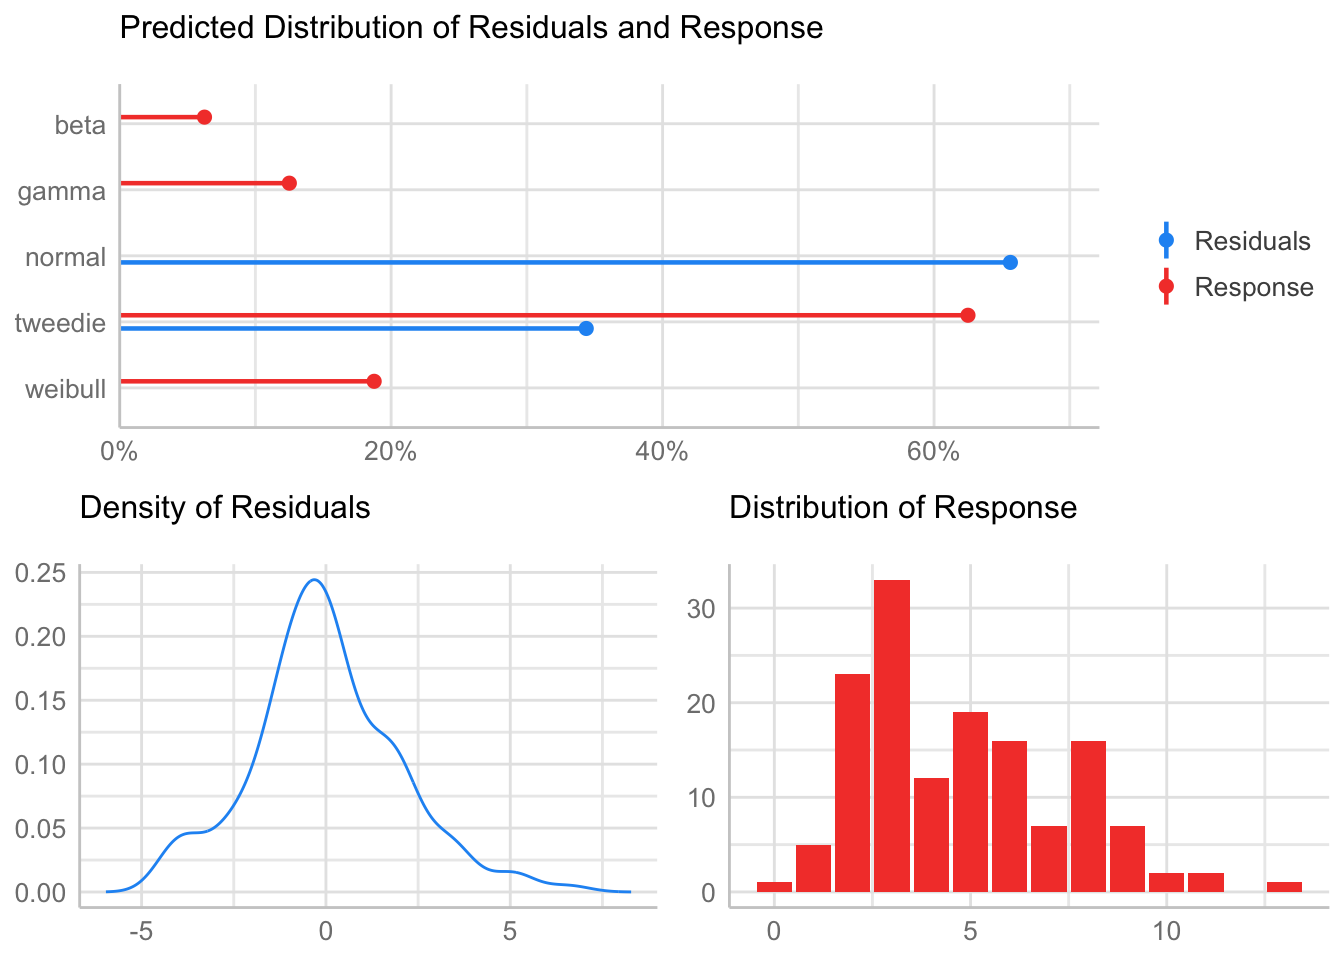 Predicted Distribution of Residuals and Response
beta
gamma
normal
tweedie
weibull
0% 20% 40% 60%
Residuals
Response
Density of Residuals
0.25
0.20
0.15
0.10
0.05
0.00
-5 0 5
Distribution of Response
30
20
10
0
0 5 10